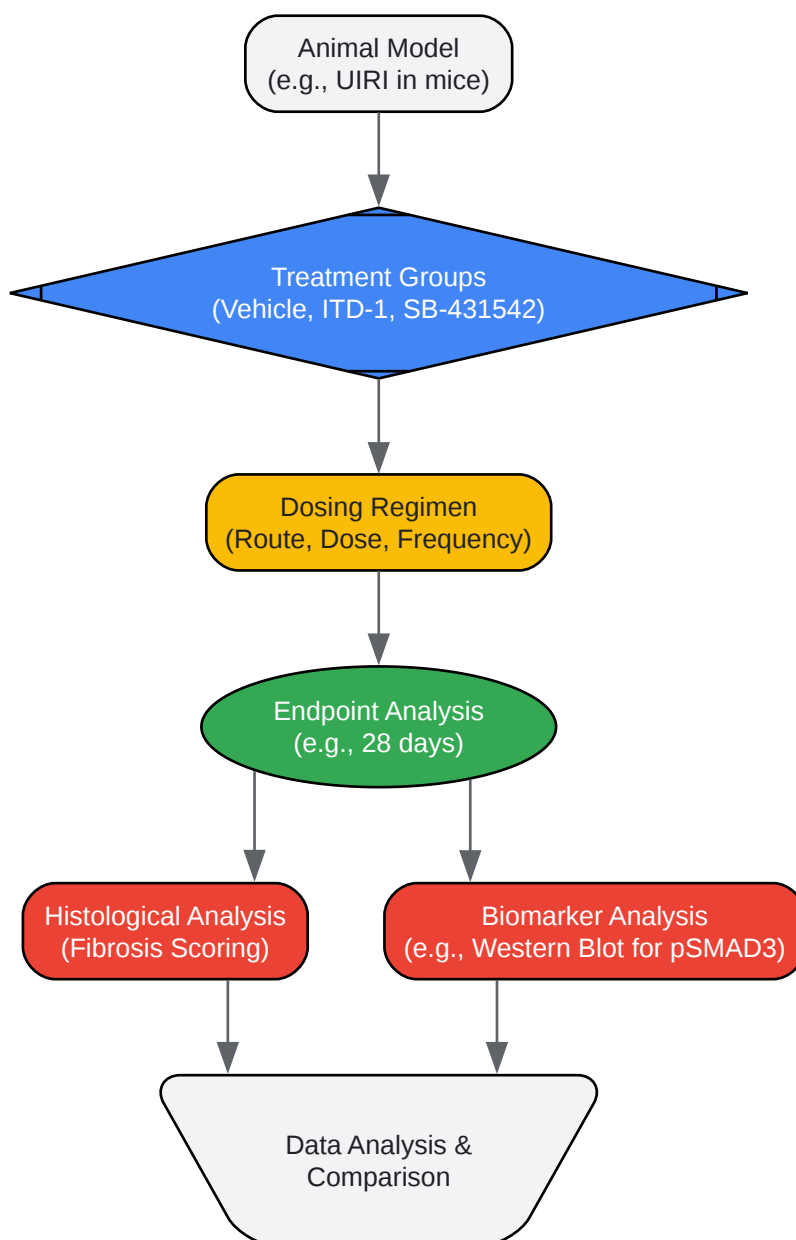 Animal Model
(e.g., UIRI in mice)
Treatment Groups
(Vehicle, ITD-1, SB-431542)
Dosing Regimen
(Route, Dose, Frequency)
Endpoint Analysis
(e.g., 28 days)
Histological Analysis
(Fibrosis Scoring)
Biomarker Analysis
(e.g., Western Blot for pSMAD3)
Data Analysis &
Comparison